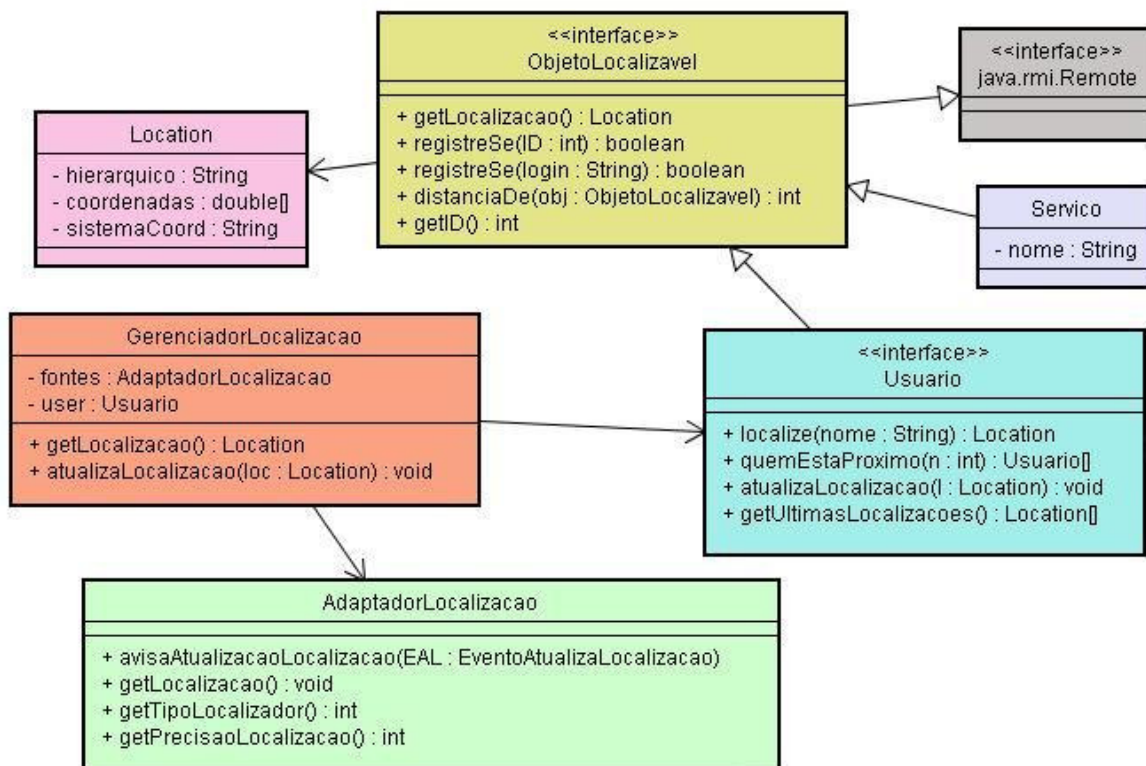 <<interface>>
ObjetoLocalizavel
+ getLocalizacao() : Location
+ registreSe(ID : int) : boolean
+ registreSe(login : String) : boolean
+ distanciaDe(obj : ObjetoLocalizavel) : int
+ getID() : int
<<interface>>
java.rmi.Remote
Location
- hierarquico : String
- coordenadas : double[]
- sistemaCoord : String
Servico
- nome : String
GerenciadorLocalizacao
- fontes : AdaptadorLocalizacao
- user : Usuario
+ getLocalizacao() : Location
+ atualizaLocalizacao(loc : Location) : void
<<interface>>
Usuario
+ localize(nome : String) : Location
+ quemEstaProximo(n : int) : Usuario[]
+ atualizaLocalizacao(l : Location) : void
+ getUltimasLocalizacoes() : Location[]
AdaptadorLocalizacao
+ avisaAtualizacaoLocalizacao(EAL : EventoAtualizaLocalizacao)
+ getLocalizacao() : void
+ getTipoLocalizador() : int
+ getPrecisaoLocalizacao() : int